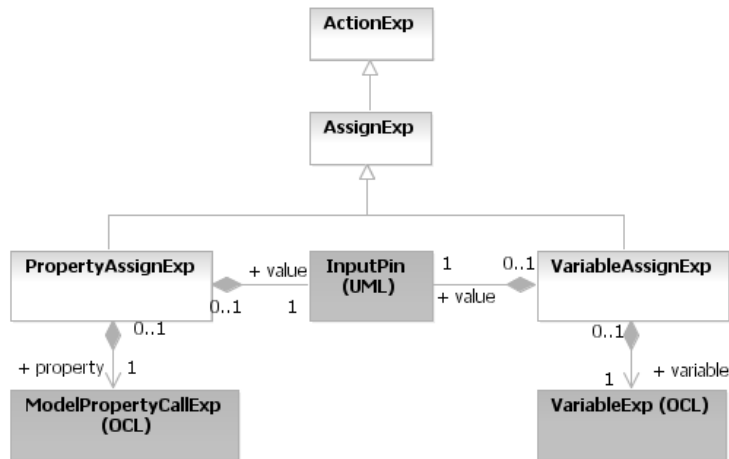 ActionExp
AssignExp
PropertyAssignExp
+ value
0..1
1
InputPin
(UML)
1
0..1
+ value
VariableAssignExp
0..1
+ property
1
0..1
1
+ variable
ModelPropertyCallExp
(OCL)
VariableExp (OCL)